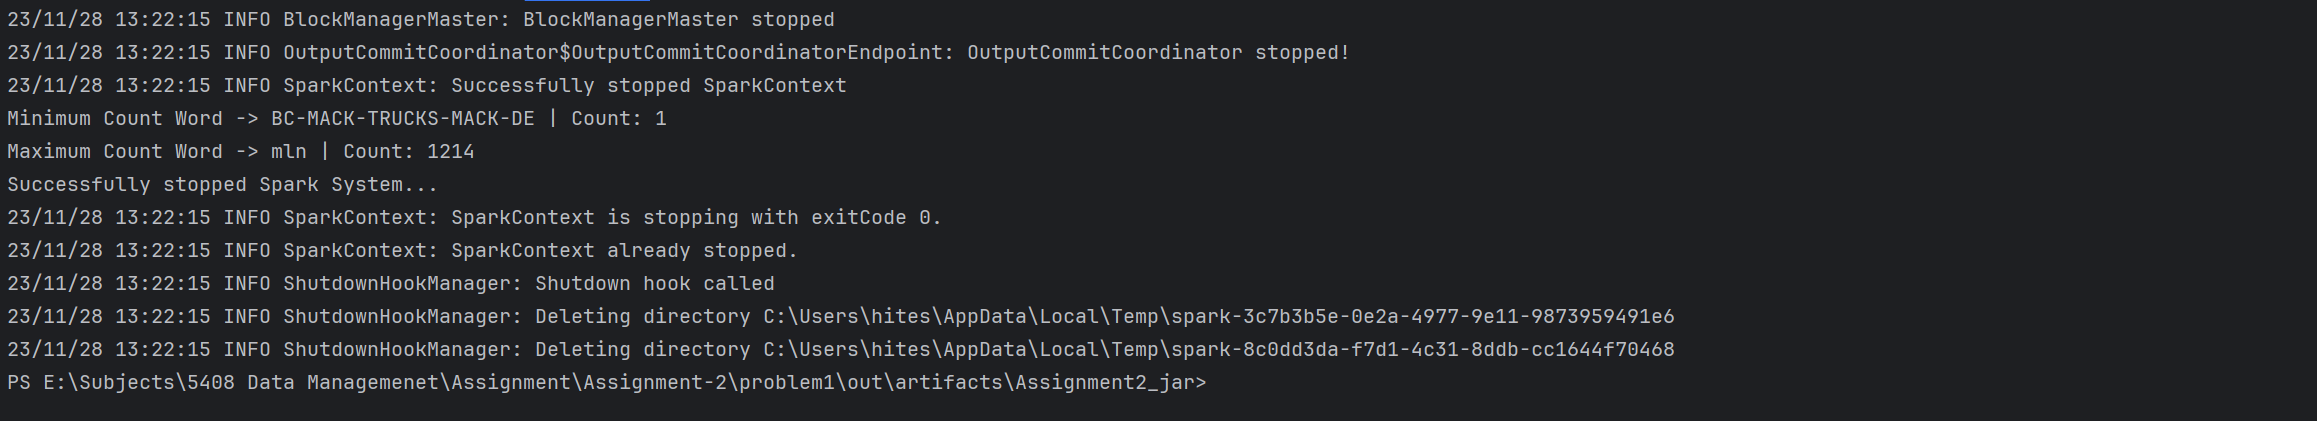 23/11/28 13:22:15 INFO BlockManagerMaster: BlockManagerMaster stopped
23/11/28 13:22:15 INFO OutputCommitCoordinator$OutputCommitCoordinatorEndpoint: OutputCommitCoordinator stopped!
23/11/28 13:22:15 INFO SparkContext: Successfully stopped SparkContext
Minimum Count Word -> BC-MACK-TRUCKS-MACK-DE | Count: 1
Maximum Count Word -> mln | Count: 1214
Successfully stopped Spark System...
23/11/28 13:22:15 INFO SparkContext: SparkContext is stopping with exitCode 0.
23/11/28 13:22:15 INFO SparkContext: SparkContext already stopped.
23/11/28 13:22:15 INFO ShutdownHookManager: Shutdown hook called
23/11/28 13:22:15 INFO ShutdownHookManager: Deleting directory C:\Users\hites\AppData\Local\Temp\spark-3c7b3b5e-0e2a-4977-9e11-9873959491e6
23/11/28 13:22:15 INFO ShutdownHookManager: Deleting directory C:\Users\hites\AppData\Local\Temp\spark-8c0dd3da-f7d1-4c31-8ddb-cc1644f70468
PS E:\Subjects\5408 Data Managemenet\Assignment\Assignment-2\problem1\out\artifacts\Assignment2_jar>